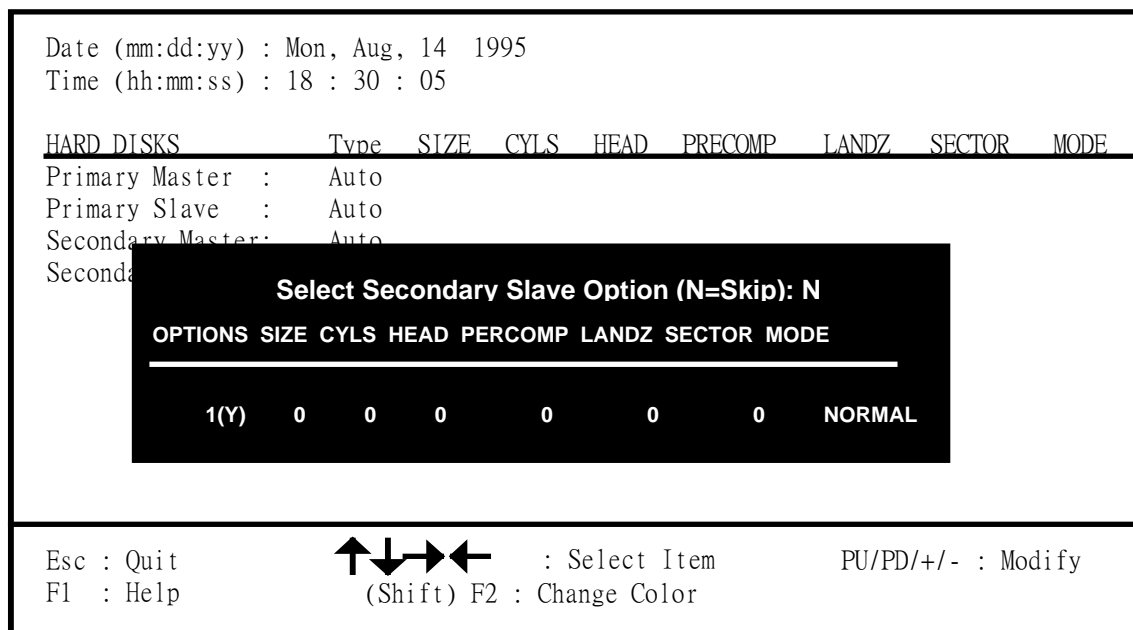 Date (mm:dd:yy) : Mon, Aug, 14 1995
Time (hh:mm:ss) : 18 : 30 : 05
HARD DISKS Type SIZE CYLS HEAD PRECOMP LANDZ SECTOR MODE
Primary Master : Auto
Primary Slave : Auto
Secondary Master: Auto
Seconda
Select Secondary Slave Option (N=Skip): N
OPTIONS SIZE CYLS HEAD PERCOMP LANDZ SECTOR MODE
1(Y) 0 0 0 0 0 0 NORMAL
Esc : Quit ↑↓→← : Select Item PU/PD/+/- : Modify
F1 : Help (Shift) F2 : Change Color